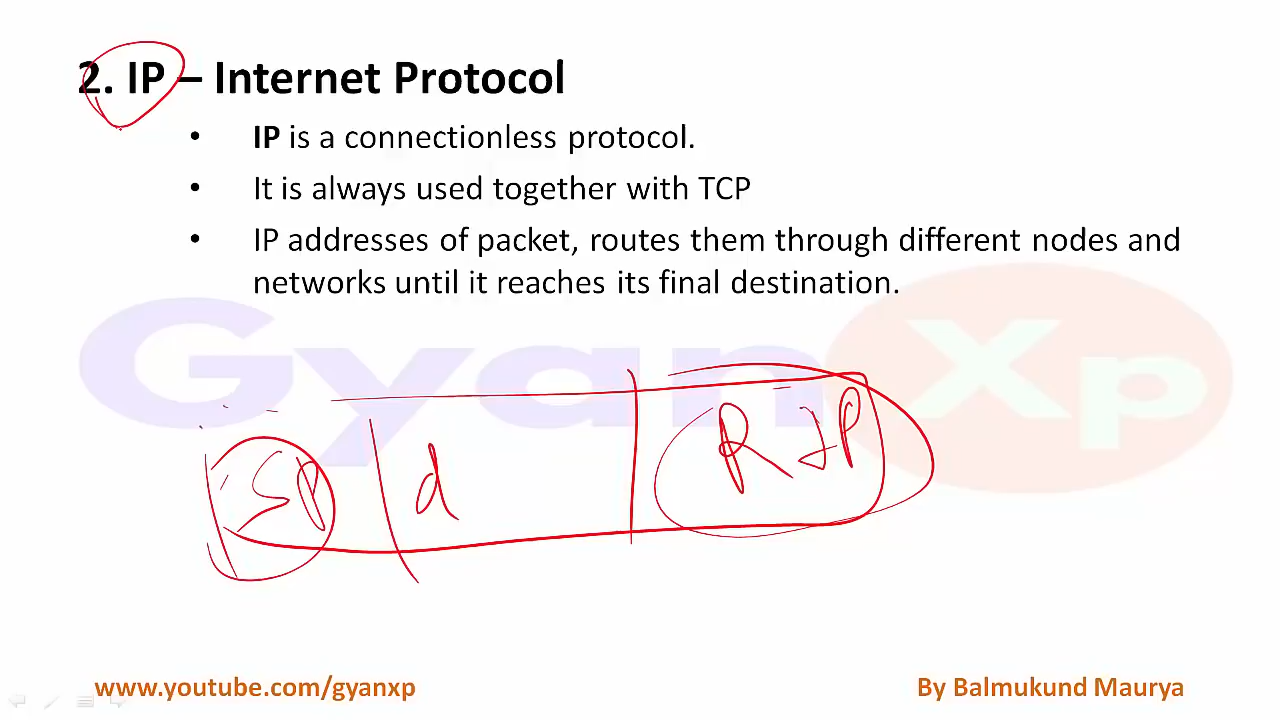 2. IP – Internet Protocol
• IP is a connectionless protocol.
• It is always used together with TCP
• IP addresses of packet, routes them through different nodes and
networks until it reaches its final destination.
Gyan Xp
d
www.youtube.com/gyanxp
By Balmukund Maurya